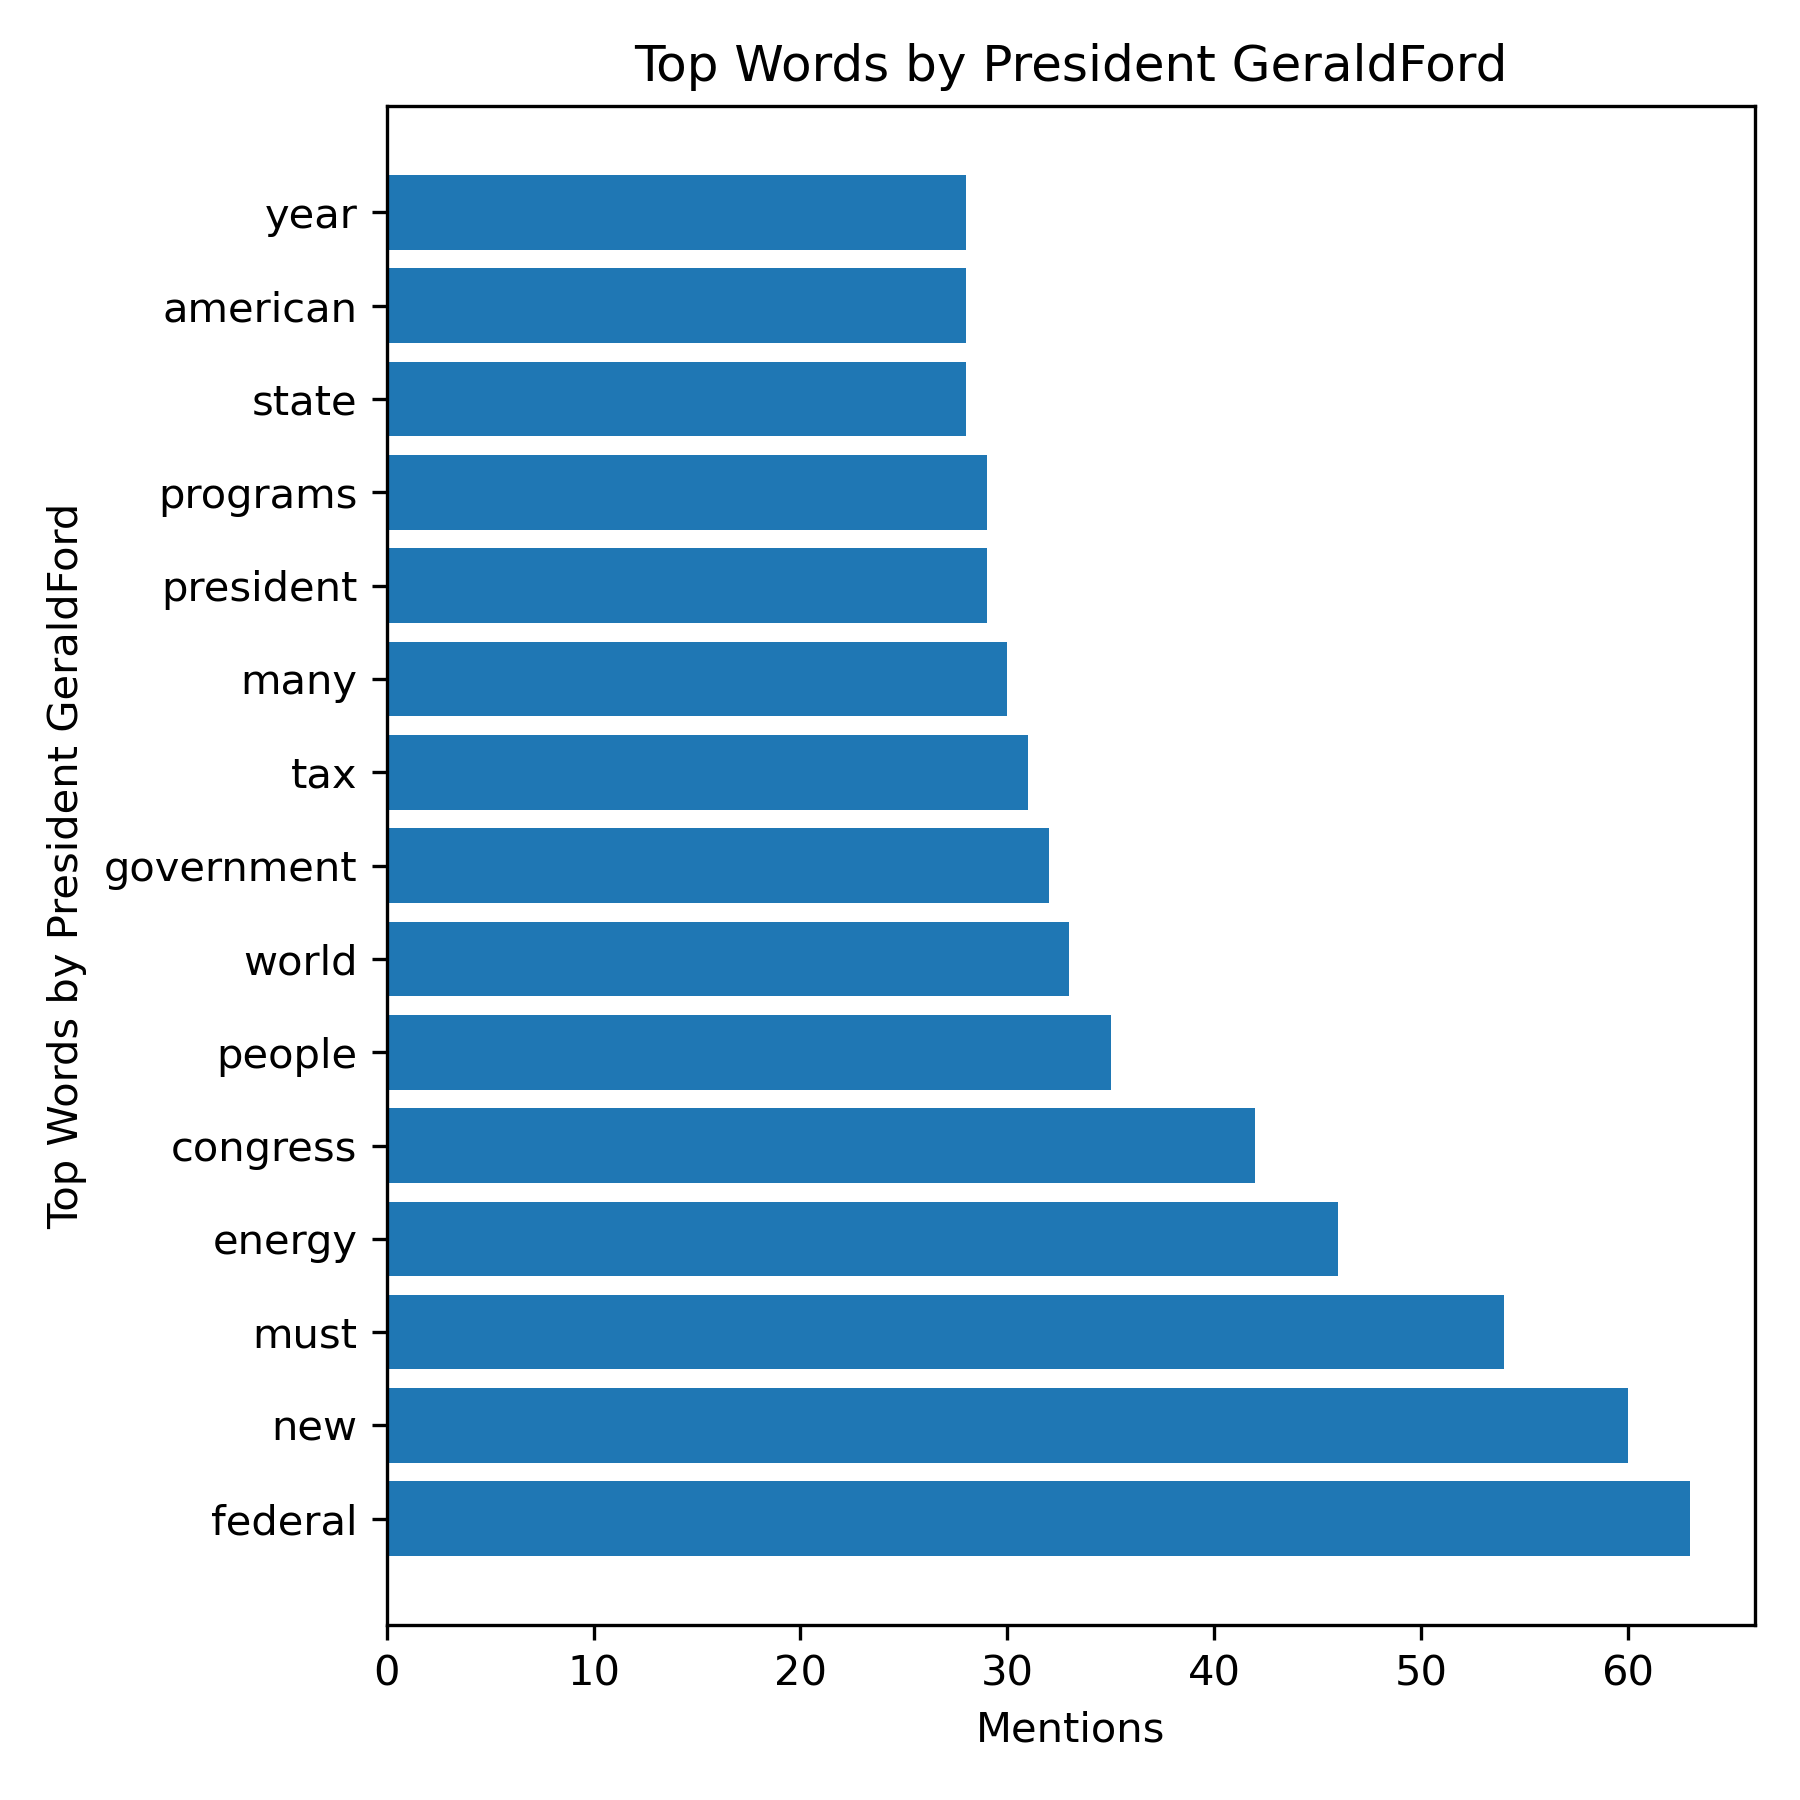 Top Words by President GeraldFord
Top Words by President GeraldFord
year
american
state
programs
president
many
tax
government
world
people
congress
energy
must
new
federal
0 10 20 30 40 50 60
Mentions